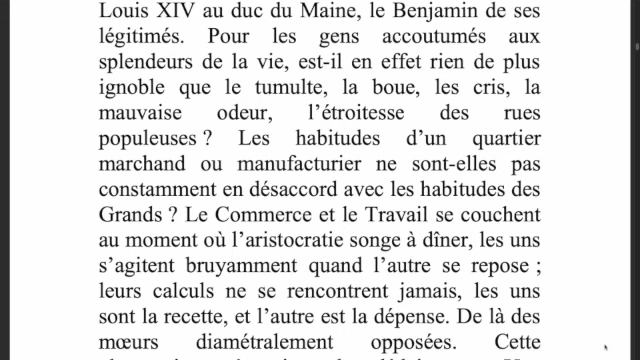 Louis XIV au duc du Maine, le Benjamin de ses
légitimés. Pour les gens accoutumés aux
splendeurs de la vie, est-il en effet rien de plus
ignoble que le tumulte, la boue, les cris, la
mauvaise odeur, l’étroitesse des rues
populeuses ? Les habitudes d’un quartier
marchand ou manufacturier ne sont-elles pas
constamment en désaccord avec les habitudes des
Grands ? Le Commerce et le Travail se couchent
au moment où l’aristocratie songe à dîner, les uns
s’agitent bruyamment quand l’autre se repose ;
leurs calculs ne se rencontrent jamais, les uns
sont la recette, et l’autre est la dépense. De là des
mœurs diamétralement opposées. Cette